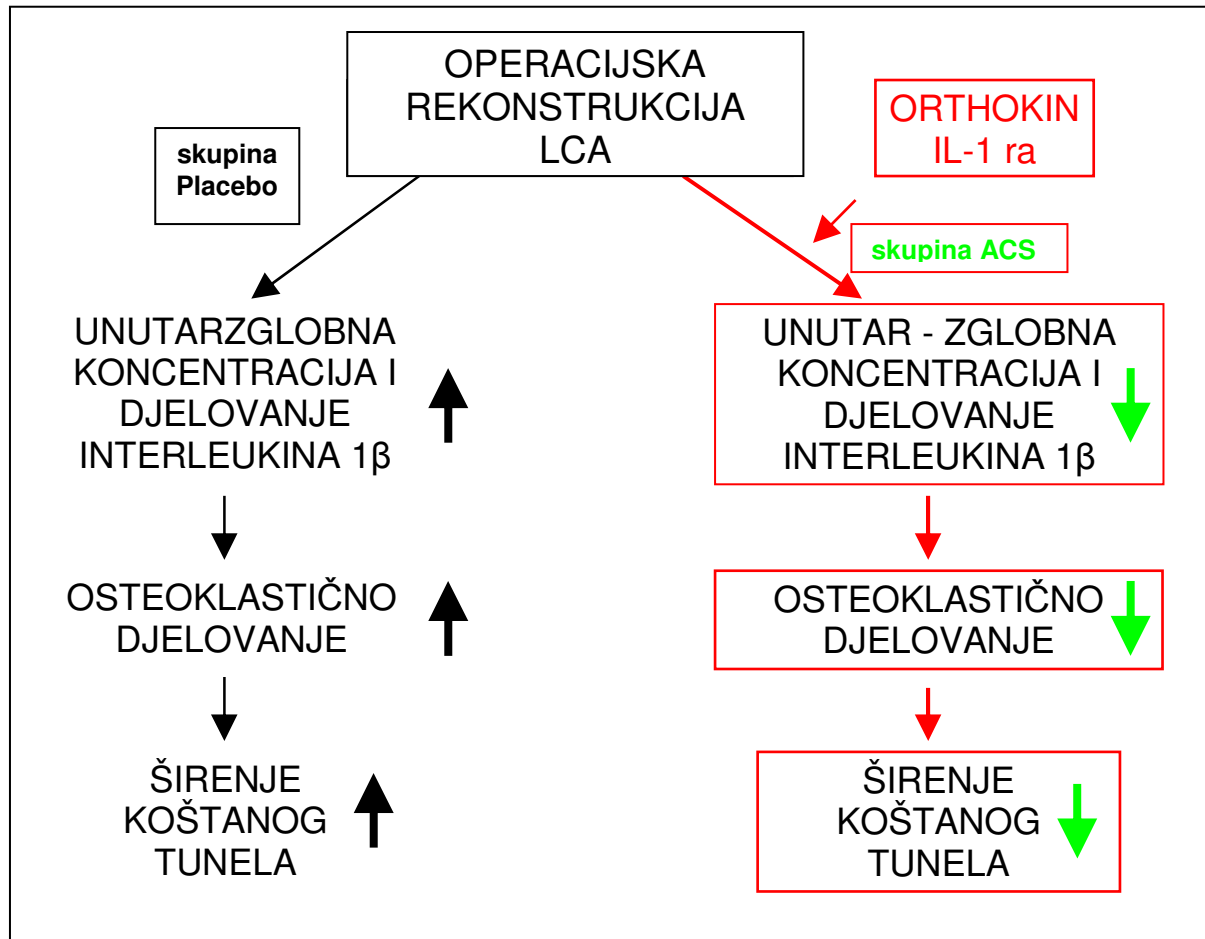 OPERACIJSKA
REKONSTRUKCIJA
LCA
ORTHOKIN
IL-1 ra
skupina
Placebo
skupina ACS
UNUTARZGLOBNA
KONCENTRACIJA I
DJELOVANJE
INTERLEUKINA 1β
UNUTAR - ZGLOBNA
KONCENTRACIJA I
DJELOVANJE
INTERLEUKINA 1β
OSTEOKLASTIČNO
DJELOVANJE
OSTEOKLASTIČNO
DJELOVANJE
ŠIRENJE
KOŠTANOG
TUNELA
ŠIRENJE
KOŠTANOG
TUNELA